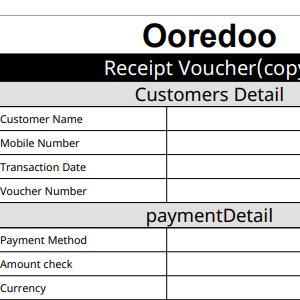 Ooredoo
Receipt Voucher(copy
Customers Detail
Customer Name
Mobile Number
Transaction Date
Voucher Number
paymentDetail
Payment Method
Amount check
Currency